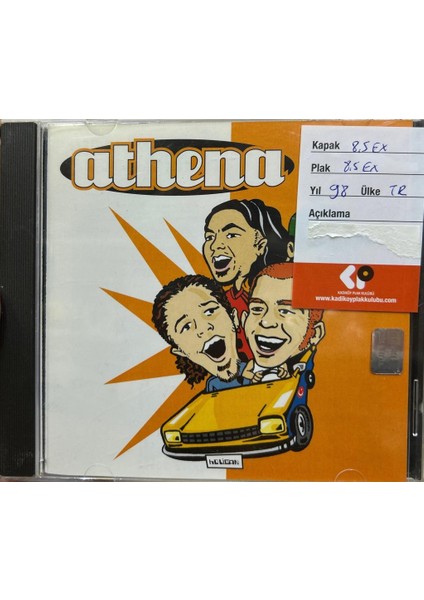 athena
Kapak 8,5 EX
Plak 8.5 EX
Yıl 98 Ülke TR
Açıklama
KADIKÖY PLAK KULÜBÜ
www.kadikoyplakkulubu.com
holigan